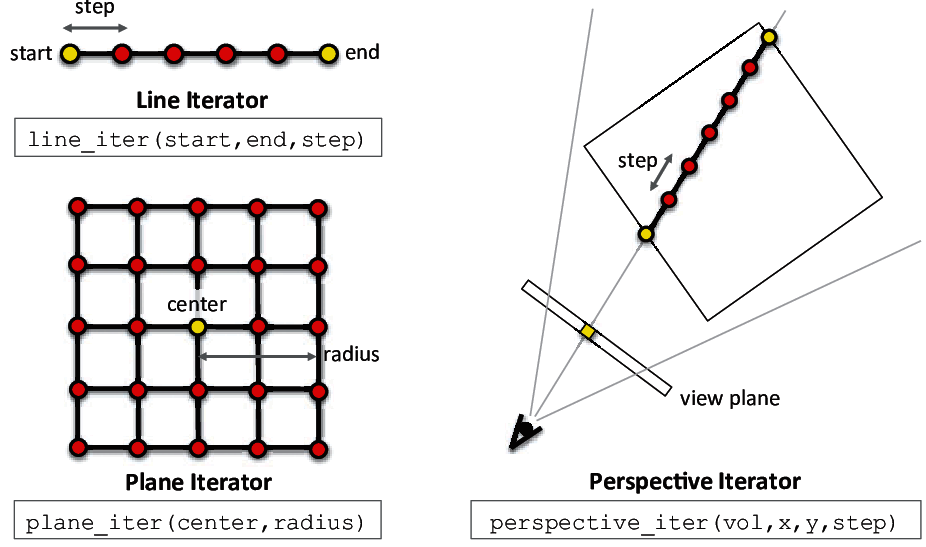 step
start
end
Line Iterator
line_iter(start,end,step)
center
radius
Plane Iterator
plane_iter(center,radius)
step
view plane
Perspective Iterator
perspective_iter(vol,x,y,step)